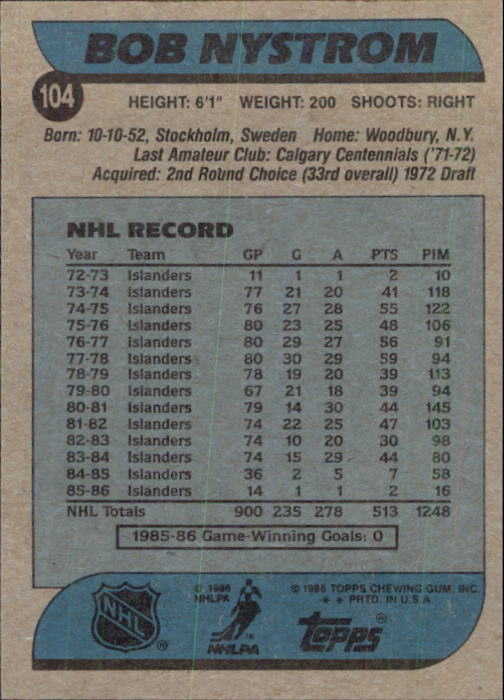 BOB NYSTROM
104
HEIGHT: 6'1" WEIGHT: 200 SHOOTS: RIGHT
Born: 10-10-52, Stockholm, Sweden Home: Woodbury, N.Y.
Last Amateur Club: Calgary Centennials ('71-72)
Acquired: 2nd Round Choice (33rd overall) 1972 Draft
NHL RECORD
Year Team GP G A PTS PIM
72-73 Islanders 11 1 1 2 10
73-74 Islanders 77 21 20 41 118
74-75 Islanders 76 27 28 55 122
75-76 Islanders 80 23 25 48 106
76-77 Islanders 80 29 27 56 91
77-78 Islanders 80 30 29 59 94
78-79 Islanders 78 19 20 39 113
79-80 Islanders 67 21 18 39 94
80-81 Islanders 79 14 30 44 145
81-82 Islanders 74 22 25 47 103
82-83 Islanders 74 10 20 30 98
83-84 Islanders 74 15 29 44 80
84-85 Islanders 36 2 5 7 58
85-86 Islanders 14 1 1 2 16
NHL Totals 900 235 278 513 1248
1985-86 Game-Winning Goals: 0
© 1986 NHLPA
© 1986 TOPPS CHEWING GUM, INC.
* * PRTD. IN U.S.A.
NHL ®
NHLPA TM
topps ®